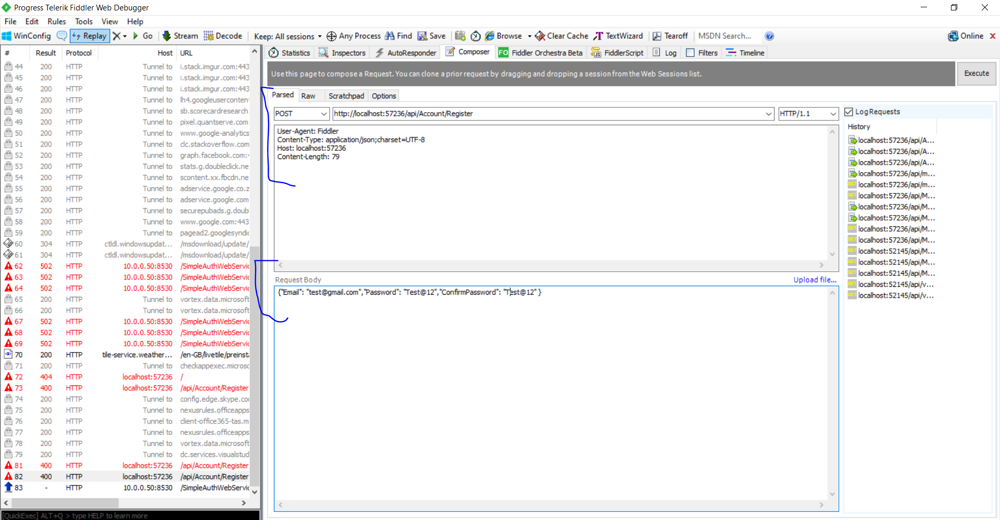 Progress Telerik Fiddler Web Debugger
File Edit Rules Tools View Help
WinConfig Replay Go Stream Decode Keep: All sessions Any Process Find Save Browse Clear Cache TextWizard Tearoff MSDN Search... Online
# Result Protocol Host URL
44 200 HTTP Tunnel to i.stack.imgur.com:443
45 200 HTTP Tunnel to i.stack.imgur.com:443
46 200 HTTP Tunnel to i.stack.imgur.com:443
47 200 HTTP Tunnel to lh4.googleusercontent
48 200 HTTP Tunnel to sb.scorecardresearch.
49 200 HTTP Tunnel to pixel.quantserve.com
50 200 HTTP Tunnel to www.google-analytics
51 200 HTTP Tunnel to clc.stackoverflow.com
52 200 HTTP Tunnel to graph.facebook.com:4
53 200 HTTP Tunnel to stats.g.doubleclick.ne
54 200 HTTP Tunnel to scontent.xx.fbcdn.ne
55 200 HTTP Tunnel to adservice.google.co.z
56 200 HTTP Tunnel to adservice.google.com
57 200 HTTP Tunnel to securepubads.g.doub
58 200 HTTP Tunnel to www.google.com:443
59 200 HTTP Tunnel to pagead2.googlesyndic
60 304 HTTP ctldl.windowsupdat... /msdownload/update/
61 304 HTTP ctldl.windowsupdat... /msdownload/update/
62 502 HTTP 10.0.0.50:8530 /SimpleAuthWebServic
63 502 HTTP 10.0.0.50:8530 /SimpleAuthWebServic
64 502 HTTP 10.0.0.50:8530 /SimpleAuthWebServic
65 200 HTTP Tunnel to vortex.data.microsoft
66 200 HTTP Tunnel to vortex.data.microsoft
67 502 HTTP 10.0.0.50:8530 /SimpleAuthWebServic
68 502 HTTP 10.0.0.50:8530 /SimpleAuthWebServic
69 502 HTTP 10.0.0.50:8530 /SimpleAuthWebServic
70 200 HTTP tile-service.weather... /en-GB/livetile/preinsta
71 200 HTTP Tunnel to checkappexec.microso
72 404 HTTP localhost:57236 /
73 400 HTTP localhost:57236 /api/Account/Register
74 200 HTTP Tunnel to config.edge.skype.co
75 200 HTTP Tunnel to nexusrules.officeapps
76 200 HTTP Tunnel to client-office365-tas.m
77 200 HTTP Tunnel to nexusrules.officeapps
78 200 HTTP Tunnel to vortex.data.microsoft
79 200 HTTP Tunnel to dc.services.visualstud
81 400 HTTP localhost:57236 /api/Account/Register
82 400 HTTP localhost:57236 /api/Account/Register
83 - HTTP 10.0.0.50:8530 /SimpleAuthWebServic
[QuickExec] ALT+Q > type HELP to learn more
Statistics Inspectors AutoResponder Composer FO Fiddler Orchestra Beta FiddlerScript Log Filters Timeline
Use this page to compose a Request. You can clone a prior request by dragging and dropping a session from the Web Sessions list.
Execute
Parsed Raw Scratchpad Options
POST http://localhost:57236/api/Account/Register HTTP/1.1
User-Agent: Fiddler
Content-Type: application/json;charset=UTF-8
Host: localhost:57236
Content-Length: 79
Request Body Upload file...
{"Email": "test@gmail.com","Password": "Test@12","ConfirmPassword": "Test@12" }
Log Requests
History
localhost:57236/api/A...
localhost:57236/api/A...
localhost:57236/api/A...
localhost:57236/api/m...
GET localhost:57236/api/m...
GET localhost:57236/api/M...
localhost:57236/api/M...
localhost:57236/api/M...
GET localhost:57236/api/M...
GET localhost:57236/api/M...
GET localhost:52145/api/M...
GET localhost:52145/api/M...
GET localhost:52145/api/M...
GET localhost:52145/api/v...
GET localhost:52145/api/v...